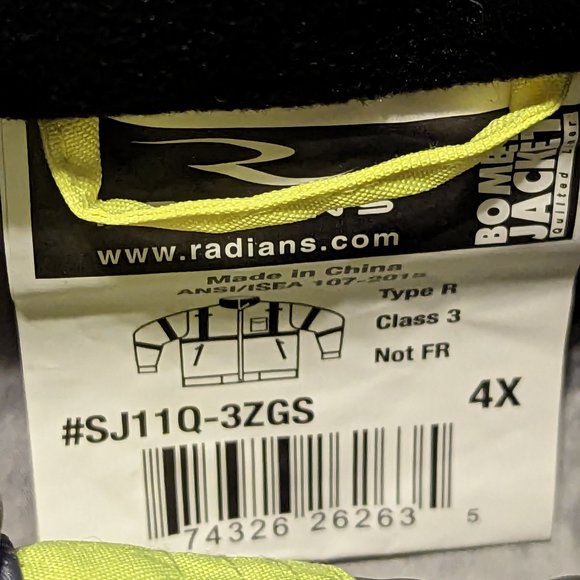 BOMBER
JACKET
Quilted Liner
www.radians.com
Made in China
ANSI/ISEA 107-2015
Type R
Class 3
Not FR
#SJ11Q-3ZGS
4X
74326 26263 5